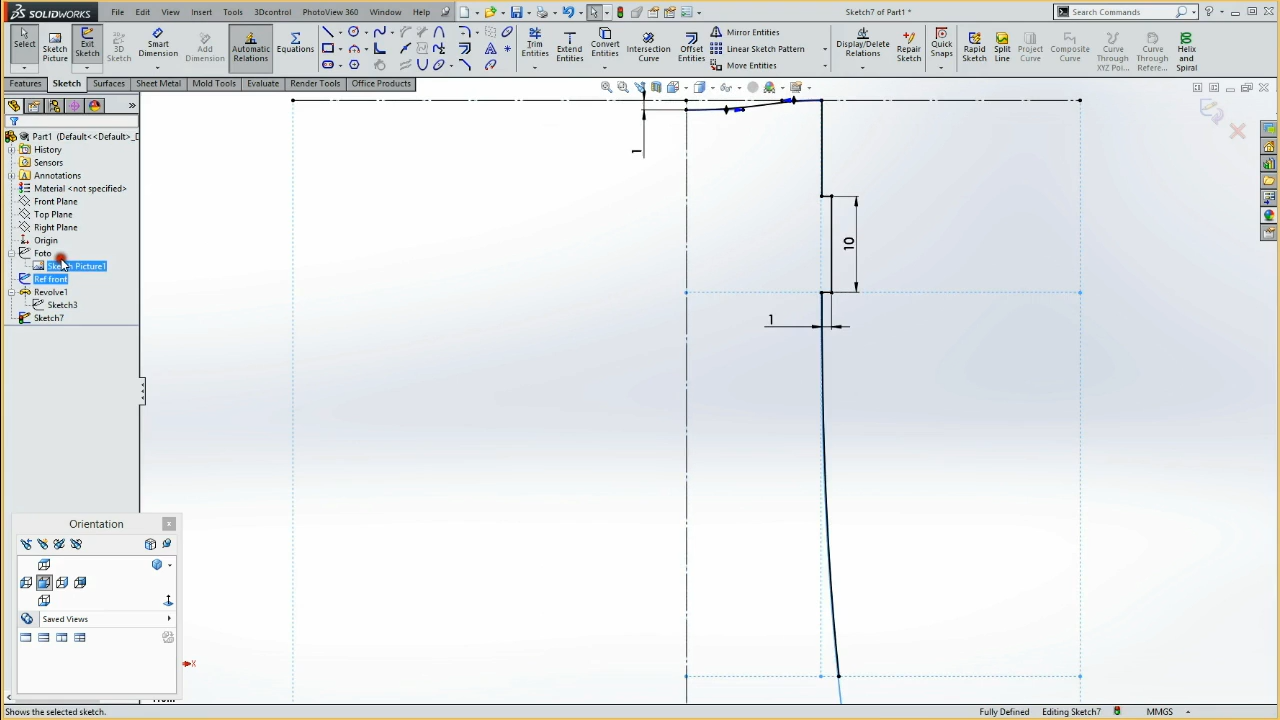 SOLIDWORKS
File Edit View Insert Tools 3Dcontrol PhotoView 360 Window Help
Sketch7 of Part1 *
Search Commands
Select
Sketch Picture
Exit Sketch
3D Sketch
Smart Dimension
Add Dimension
Automatic Relations
Equations
Trim Entities
Extend Entities
Convert Entities
Intersection Curve
Offset Entities
Mirror Entities
Linear Sketch Pattern
Move Entities
Display/Delete Relations
Repair Sketch
Quick Snaps
Rapid Sketch
Split Line
Project Curve
Composite Curve
Curve Through XYZ Poi...
Curve Through Refere...
Helix and Spiral
Features Sketch Surfaces Sheet Metal Mold Tools Evaluate Render Tools Office Products
Part1 (Default<<Default>_D
History
Sensors
Annotations
Material <not specified>
Front Plane
Top Plane
Right Plane
Origin
Foto
Sketch Picture1
Ref front
Revolve1
Sketch3
Sketch7
1
10
1
Orientation
Saved Views
X
Shows the selected sketch.
Fully Defined Editing Sketch7 MMGS